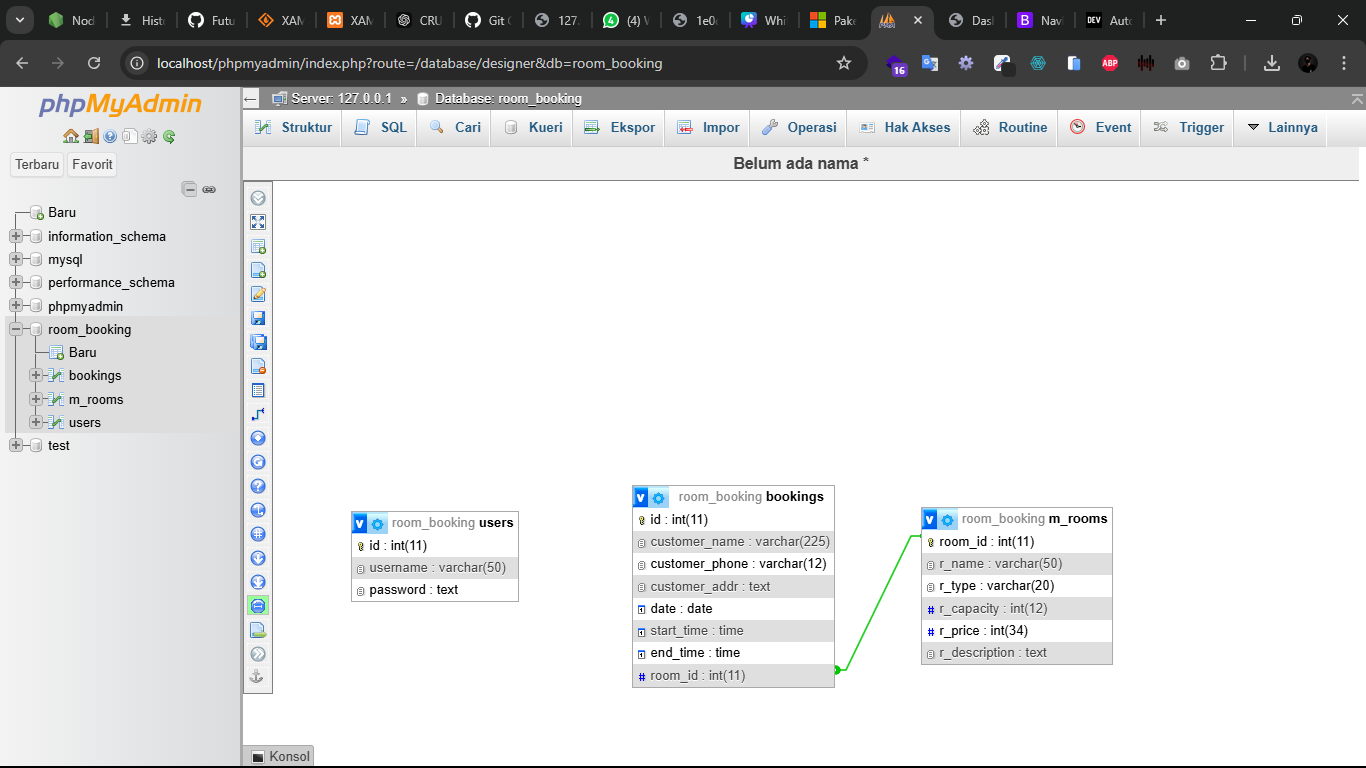 Nod
Hist
Futu
XAM
XAM
CRU
Git (
127.
(4) W
1e0c
Whi
Pake
Das
B Nav
DEV Auto
localhost/phpmyadmin/index.php?route=/database/designer&db=room_booking
16
ABP
phpMyAdmin
Terbaru Favorit
Baru
information_schema
mysql
performance_schema
phpmyadmin
room_booking
Baru
bookings
m_rooms
users
test
Server: 127.0.0.1 » Database: room_booking
Struktur SQL Cari Kueri Ekspor Impor Operasi Hak Akses Routine Event Trigger Lainnya
Belum ada nama *
v room_booking users
id : int(11)
username : varchar(50)
password : text
v room_booking bookings
id : int(11)
customer_name : varchar(225)
customer_phone : varchar(12)
customer_addr : text
date : date
start_time : time
end_time : time
# room_id : int(11)
v room_booking m_rooms
room_id : int(11)
r_name : varchar(50)
r_type : varchar(20)
# r_capacity : int(12)
# r_price : int(34)
r_description : text
Konsol